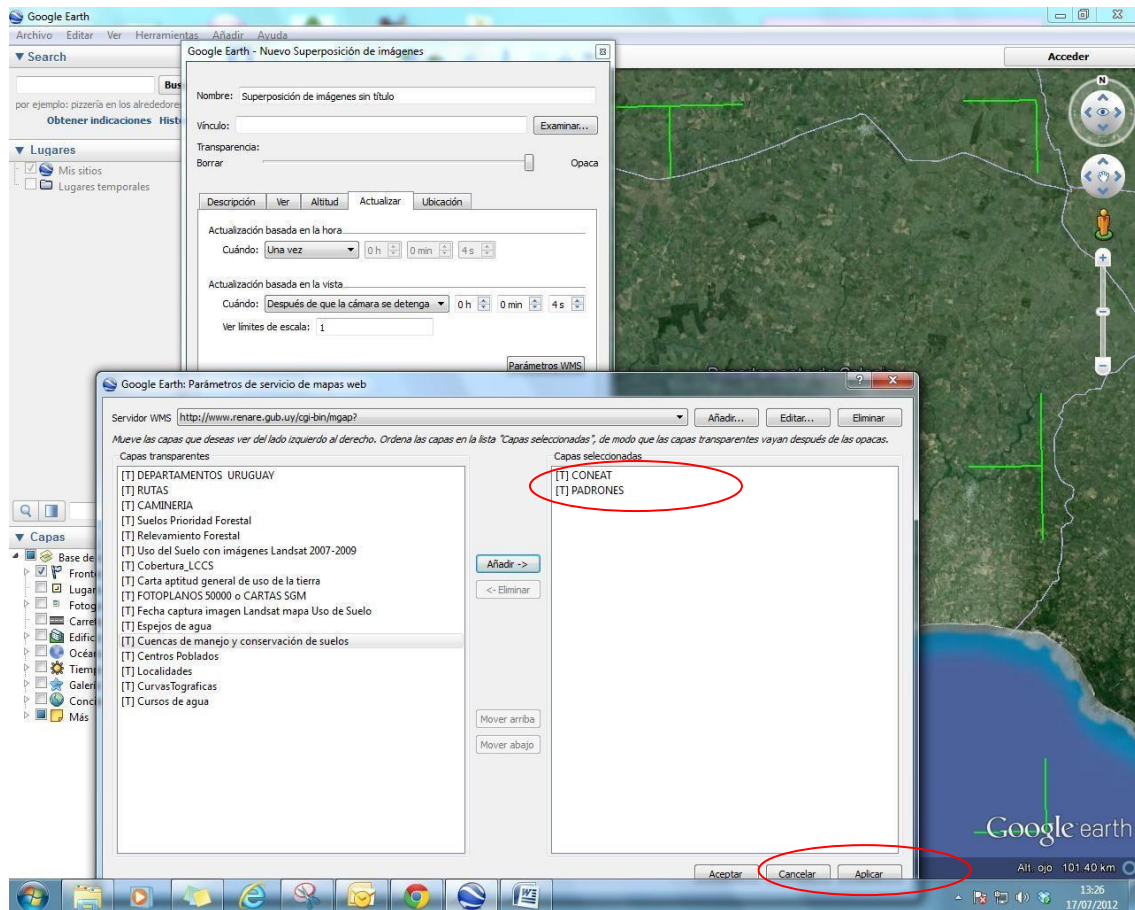 Google Earth
Archivo Editar Ver Herramientas Añadir Ayuda
Search
por ejemplo: pizzería en los alrededore
Obtener indicaciones
Lugares
Mis sitios
Lugares temporales
Capas
Base de
Océan
Galerí
Más
Google Earth - Nuevo Superposición de imágenes
Nombre: Superposición de imágenes sin título
Vínculo: Examinar...
Transparencia:
Borrar Opaca
Descripción Ver Altitud Actualizar Ubicación
Actualización basada en la hora
Cuándo: Una vez 0 h 0 min 4 s
Actualización basada en la vista
Cuándo: Después de que la cámara se detenga 0 h 0 min 4 s
Ver límites de escala: 1
Parámetros WMS
Acceder
N
Google Earth: Parámetros de servicio de mapas web
Servidor WMS http://www.renare.gub.uy/cgi-bin/mgap? Añadir... Editar... Eliminar
Mueve las capas que deseas ver del lado izquierdo al derecho. Ordena las capas en la lista "Capas seleccionadas", de modo que las capas transparentes vayan después de las opacas.
Capas transparentes
[T] DEPARTAMENTOS URUGUAY
[T] RUTAS
[T] CAMINERIA
[T] Suelos Prioridad Forestal
[T] Relevamiento Forestal
[T] Uso del Suelo con imágenes Landsat 2007-2009
[T] Cobertura_LCCS
[T] Carta aptitud general de uso de la tierra
[T] FOTOPLANOS 50000 o CARTAS SGM
[T] Fecha captura imagen Landsat mapa Uso de Suelo
[T] Espejos de agua
[T] Cuencas de manejo y conservación de suelos
[T] Centros Poblados
[T] Localidades
[T] CurvasTograficas
[T] Cursos de agua
Añadir ->
<- Eliminar
Mover arriba
Mover abajo
Capas seleccionadas
[T] CONEAT
[T] PADRONES
Aceptar Cancelar Aplicar
Google earth
Alt. ojo 101.40 km
13:26
17/07/2012